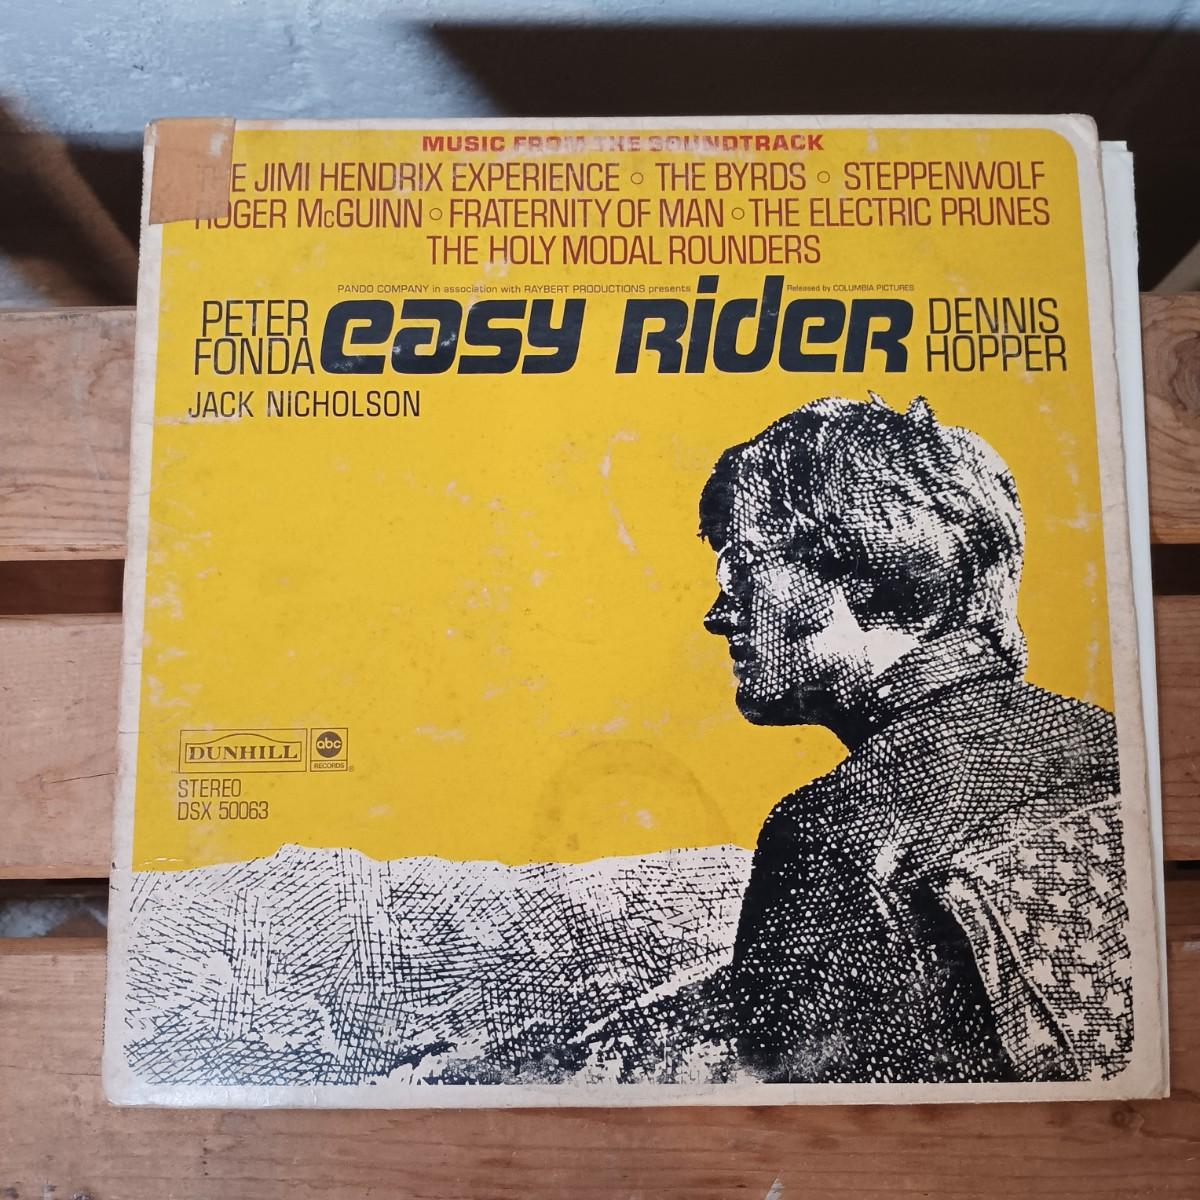 MUSIC FROM THE SOUNDTRACK
THE JIMI HENDRIX EXPERIENCE ○ THE BYRDS ○ STEPPENWOLF
ROGER McGUINN ○ FRATERNITY OF MAN ○ THE ELECTRIC PRUNES
THE HOLY MODAL ROUNDERS
PANDO COMPANY in association with RAYBERT PRODUCTIONS presents
Released by COLUMBIA PICTURES
PETER
FONDA
easy Rider
DENNIS
HOPPER
JACK NICHOLSON
DUNHILL
abc
RECORDS®
STEREO
DSX 50063